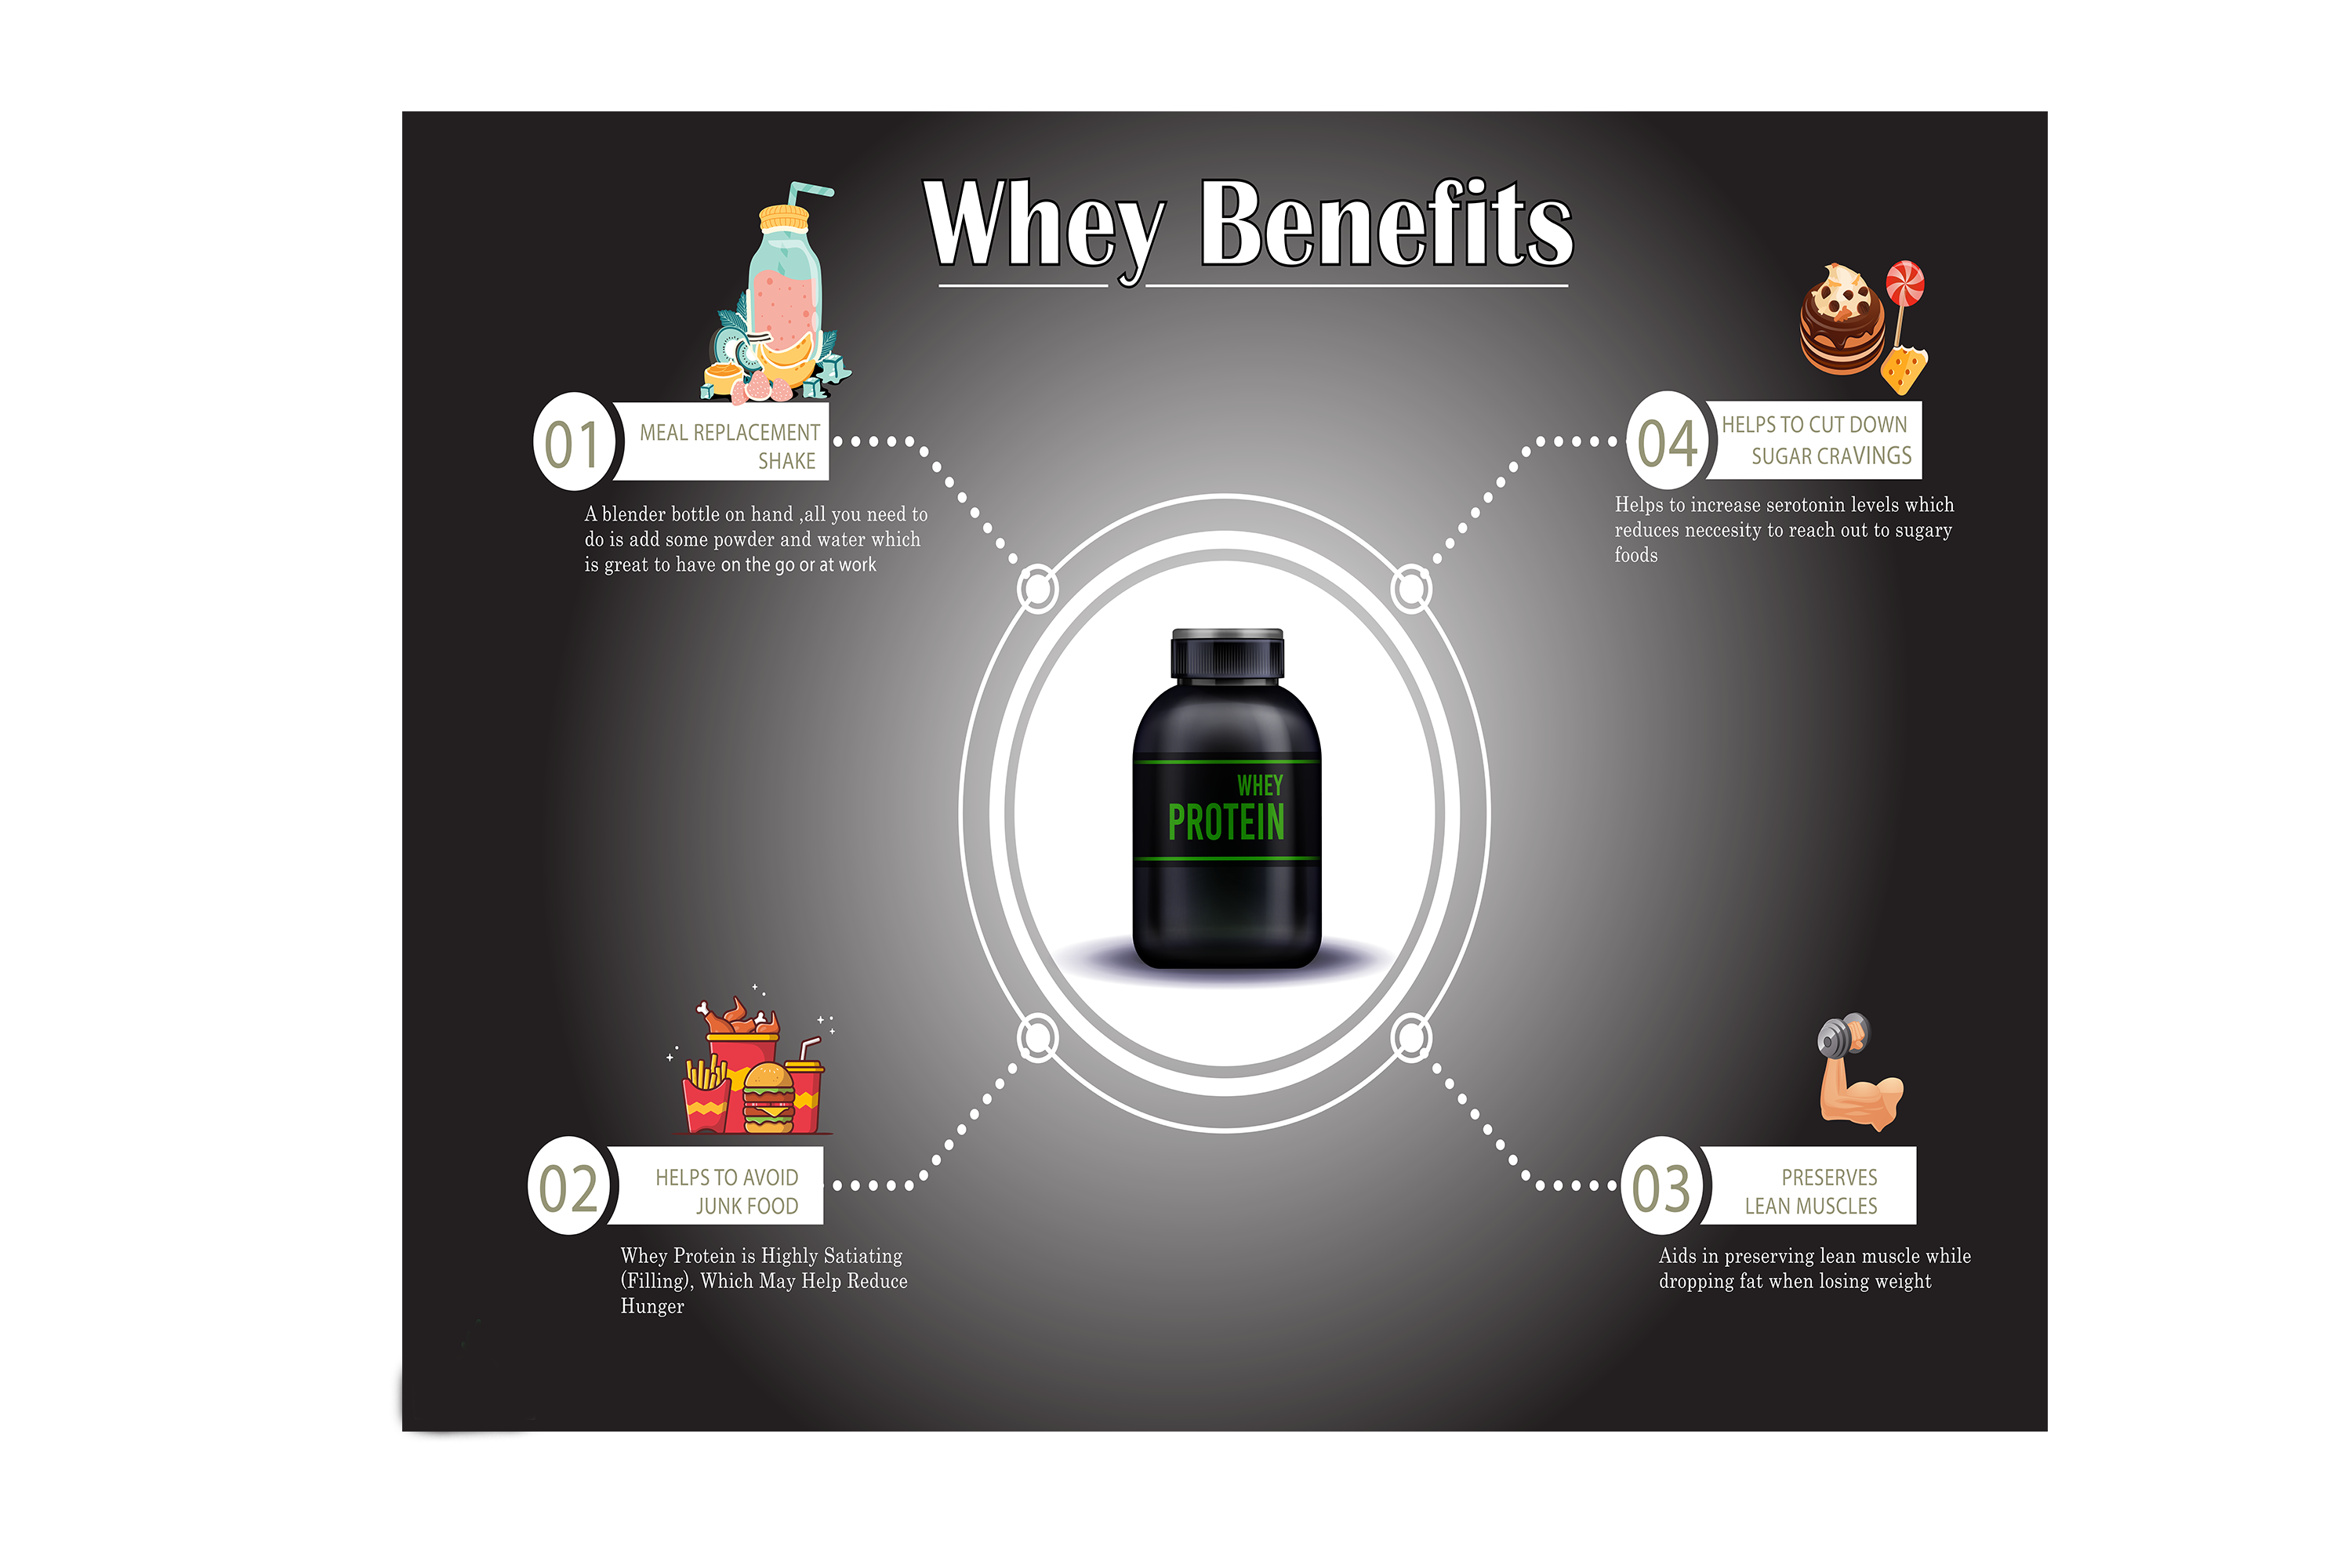 Whey Benefits
01
MEAL REPLACEMENT
SHAKE
A blender bottle on hand ,all you need to
do is add some powder and water which
is great to have on the go or at work
04
HELPS TO CUT DOWN
SUGAR CRAVINGS
Helps to increase serotonin levels which
reduces neccesity to reach out to sugary
foods
WHEY
PROTEIN
02
HELPS TO AVOID
JUNK FOOD
Whey Protein is Highly Satiating
(Filling), Which May Help Reduce
Hunger
03
PRESERVES
LEAN MUSCLES
Aids in preserving lean muscle while
dropping fat when losing weight